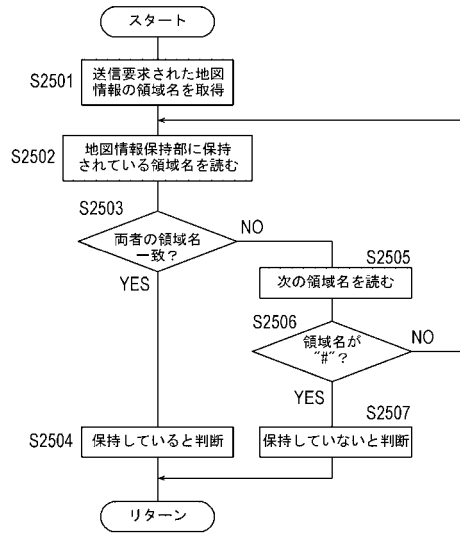 スタート
S2501
送信要求された地図
情報の領域名を取得
S2502
地図情報保持部に保持
されている領域名を読む
S2503
両者の領域名
一致？
NO
YES
S2505
次の領域名を読む
S2506
領域名が
"#"？
NO
YES
S2504
保持していると判断
S2507
保持していないと判断
リターン